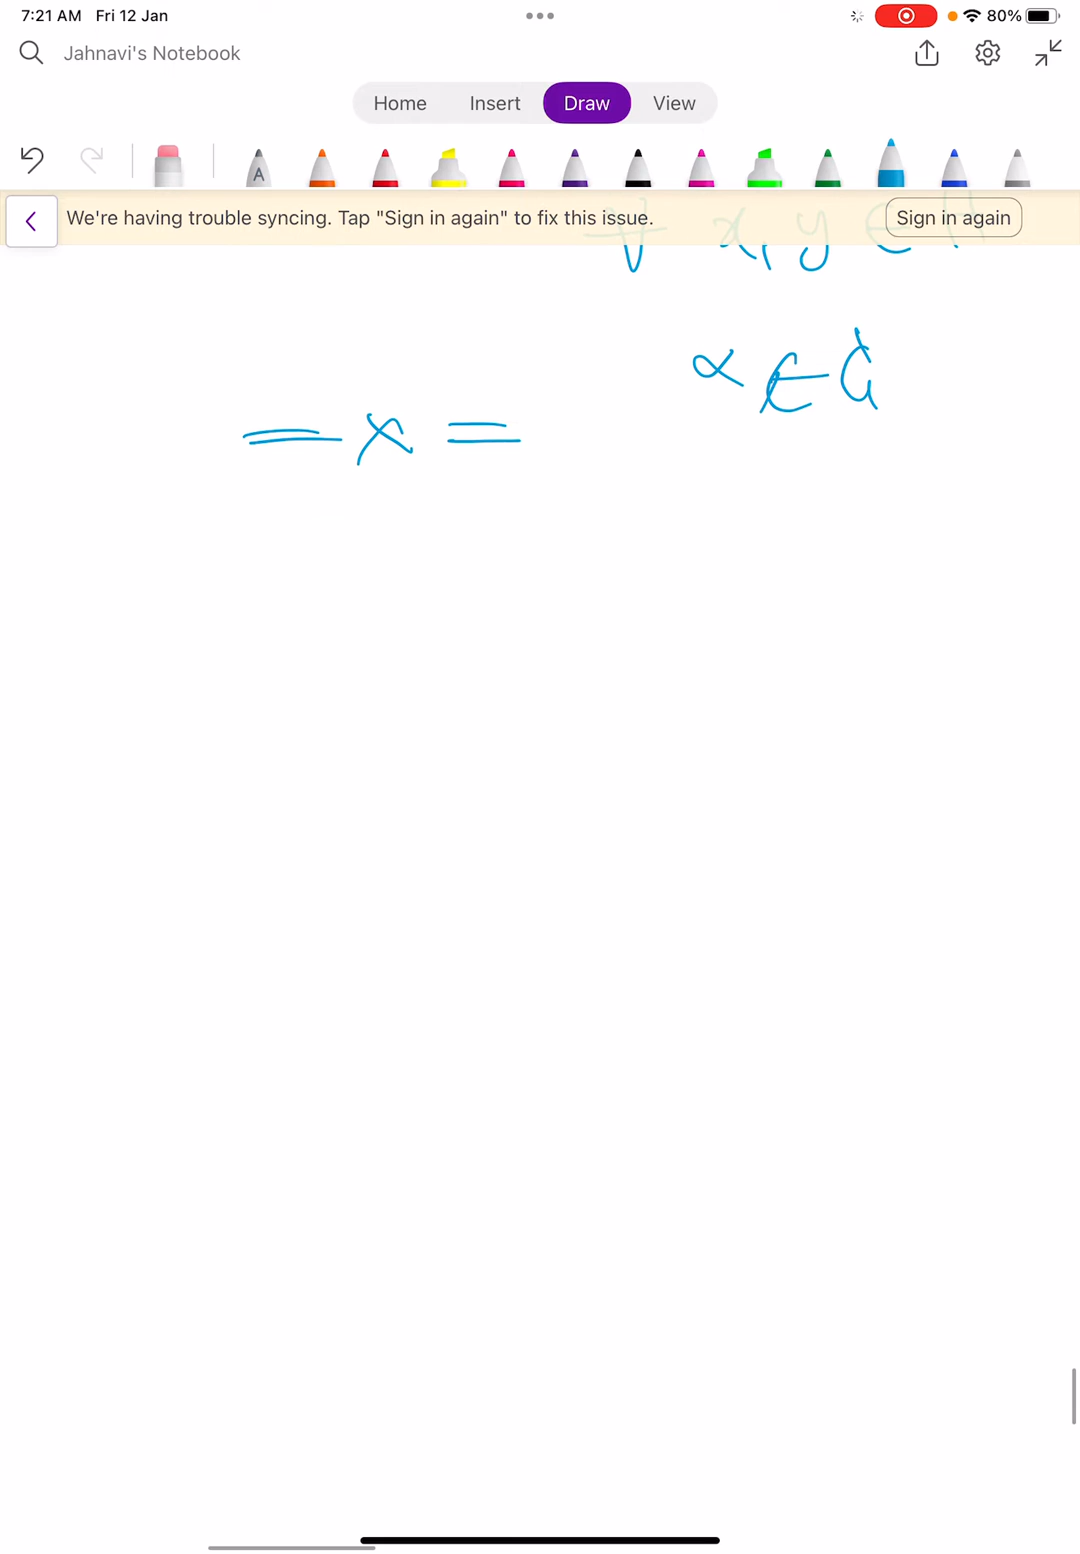 7:21 AM Fri 12 Jan 80%
Jahnavi's Notebook
Home Insert Draw View
A
We're having trouble syncing. Tap "Sign in again" to fix this issue. Sign in again
∀ x, y ∈
α ∈ G
= x =